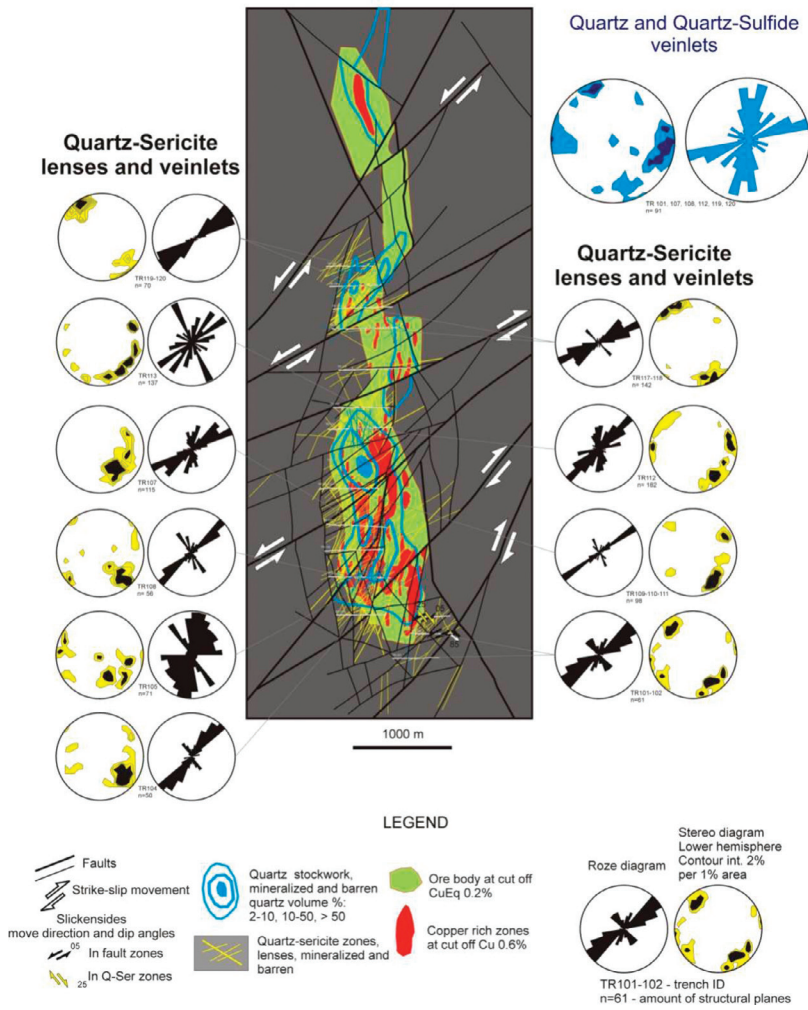 Quartz and Quartz-Sulfide
veinlets
TR 101, 107, 108, 112, 119, 120
n= 91
Quartz-Sericite
lenses and veinlets
TR119-120
n= 70
TR113
n= 137
TR107
n=115
TR108
n= 56
TR105
n=71
TR104
n=50
Quartz-Sericite
lenses and veinlets
TR117-118
n= 142
TR112
n= 192
TR109-110-111
n= 98
TR101-102
n=61
85
1000 m
LEGEND
Faults
Strike-slip movement
Slickensides
move direction and dip angles
05 In fault zones
25 In Q-Ser zones
Quartz stockwork,
mineralized and barren
quartz volume %:
2-10, 10-50, > 50
Quartz-sericite zones,
lenses, mineralized and
barren
Ore body at cut off
CuEq 0.2%
Copper rich zones
at cut off Cu 0.6%
Roze diagram
Stereo diagram
Lower hemisphere
Contour int. 2%
per 1% area
TR101-102 - trench ID
n=61 - amount of structural planes